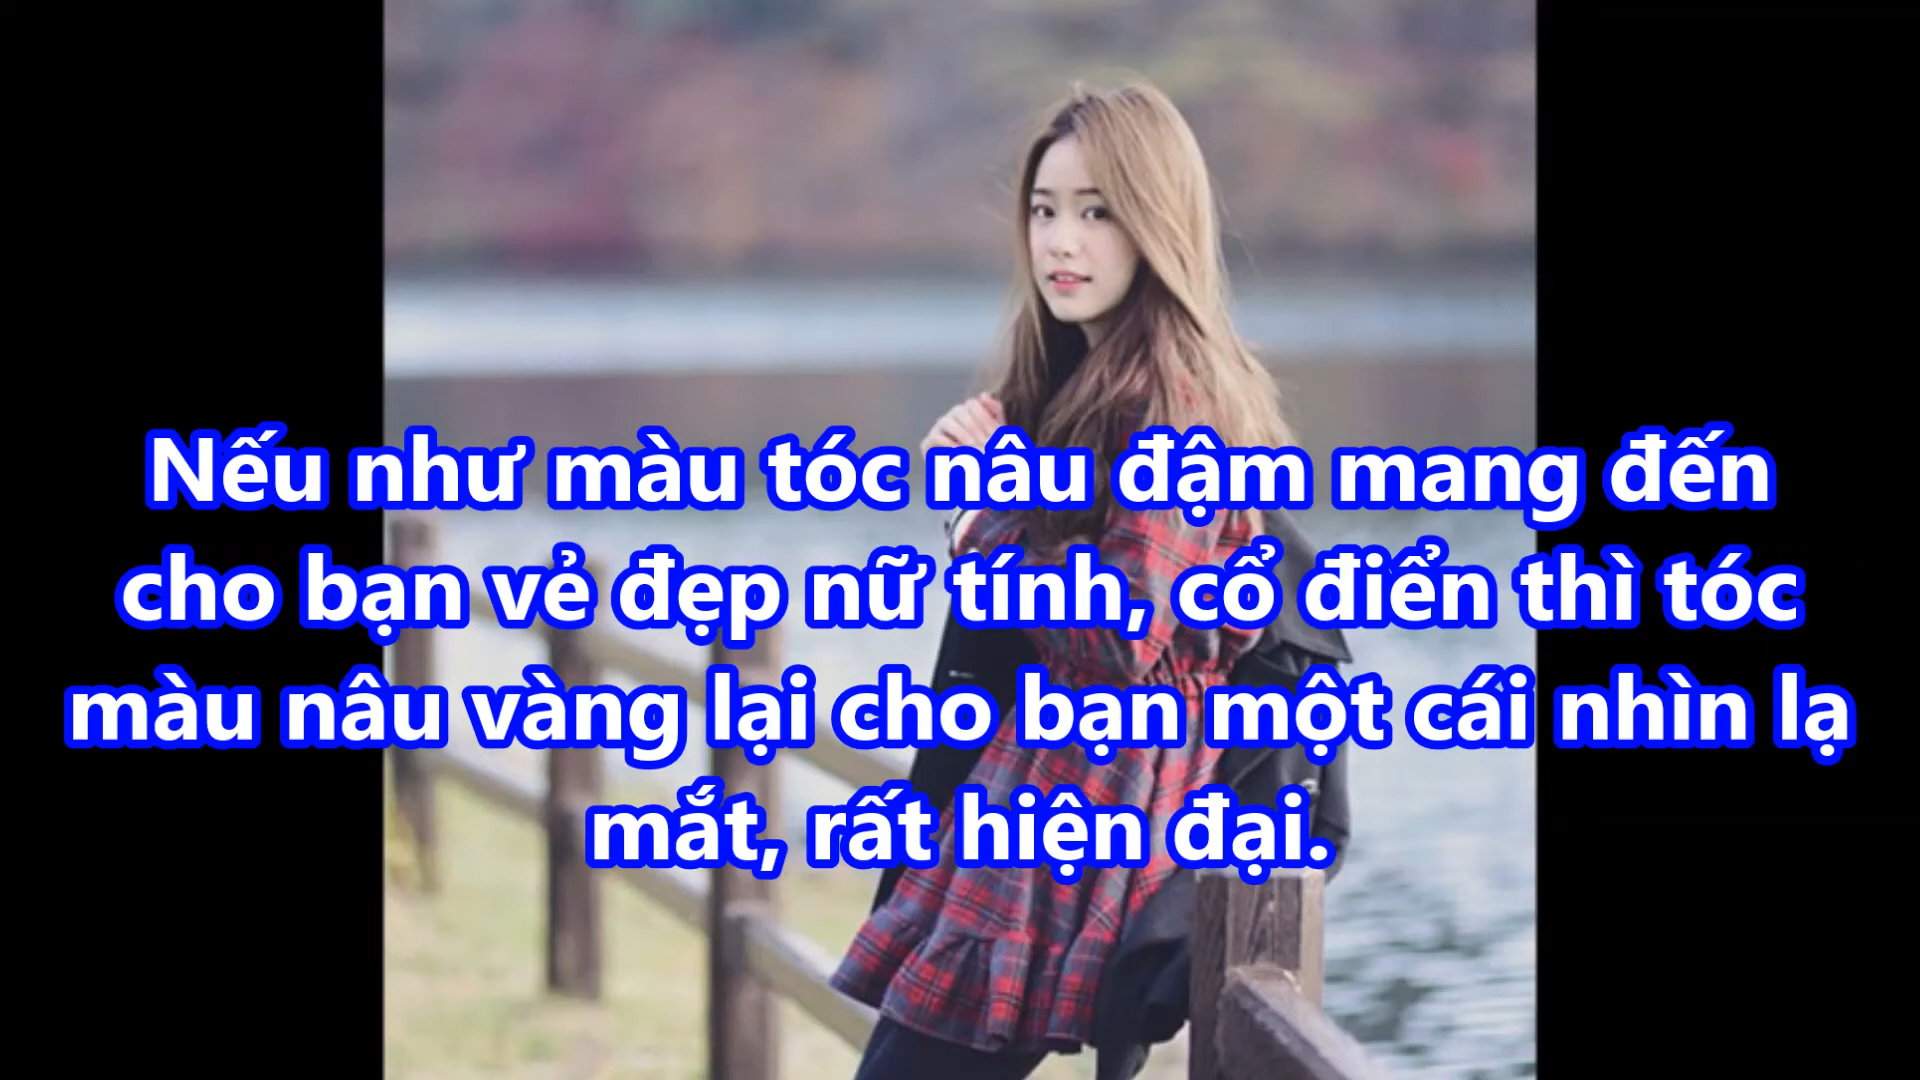 Nếu như màu tóc nâu đậm mang đến
cho bạn vẻ đẹp nữ tính, cổ điển thì tóc
màu nâu vàng lại cho bạn một cái nhìn lạ
mắt, rất hiện đại.